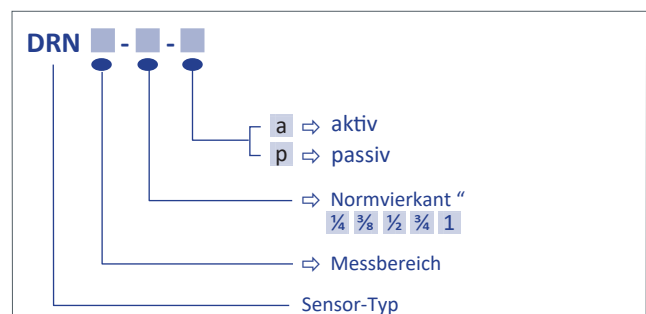 DRN - -
a ⇨ aktiv
p ⇨ passiv
⇨ Normvierkant “
¼ ⅜ ½ ¾ 1
⇨ Messbereich
Sensor-Typ